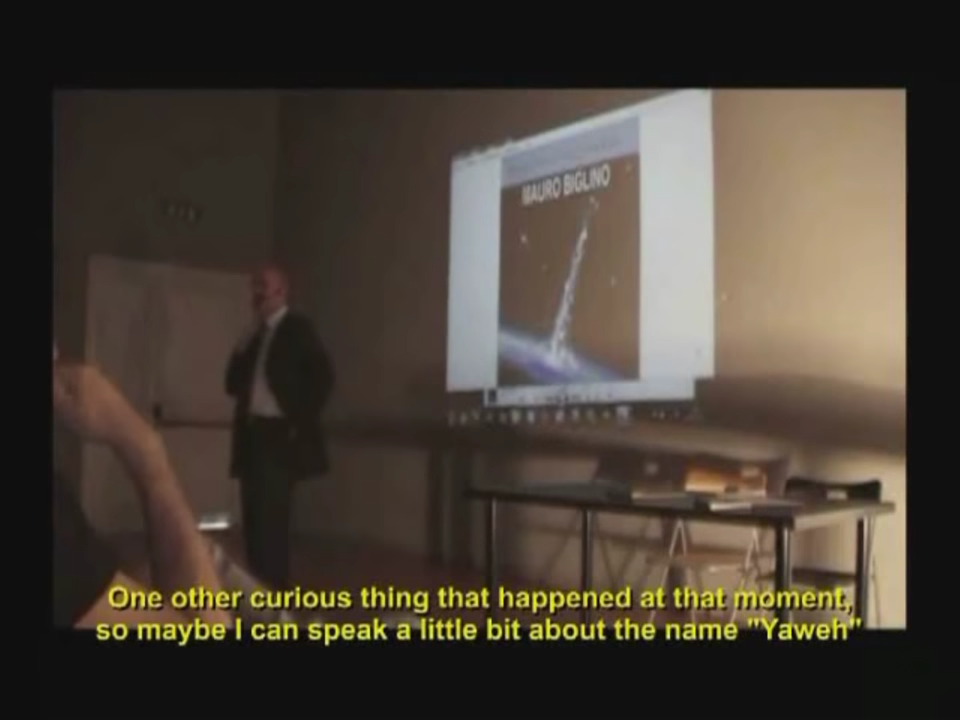 MAURO BIGLINO
One other curious thing that happened at that moment,
so maybe I can speak a little bit about the name "Yaweh"